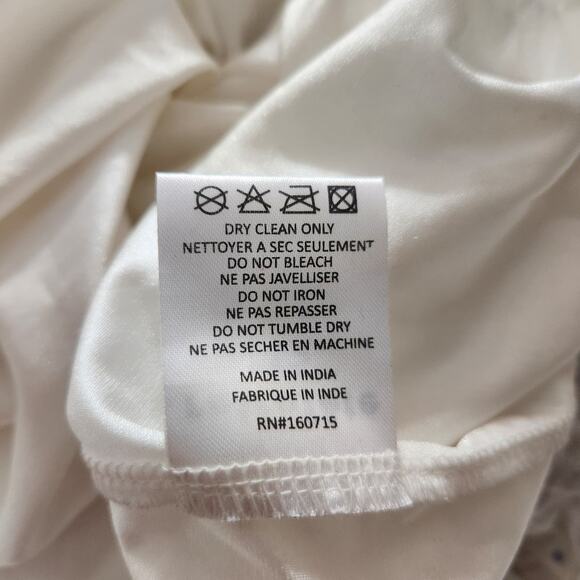 DRY CLEAN ONLY
NETTOYER A SEC SEULEMENT
DO NOT BLEACH
NE PAS JAVELLISER
DO NOT IRON
NE PAS REPASSER
DO NOT TUMBLE DRY
NE PAS SECHER EN MACHINE
MADE IN INDIA
FABRIQUE IN INDE
RN#160715